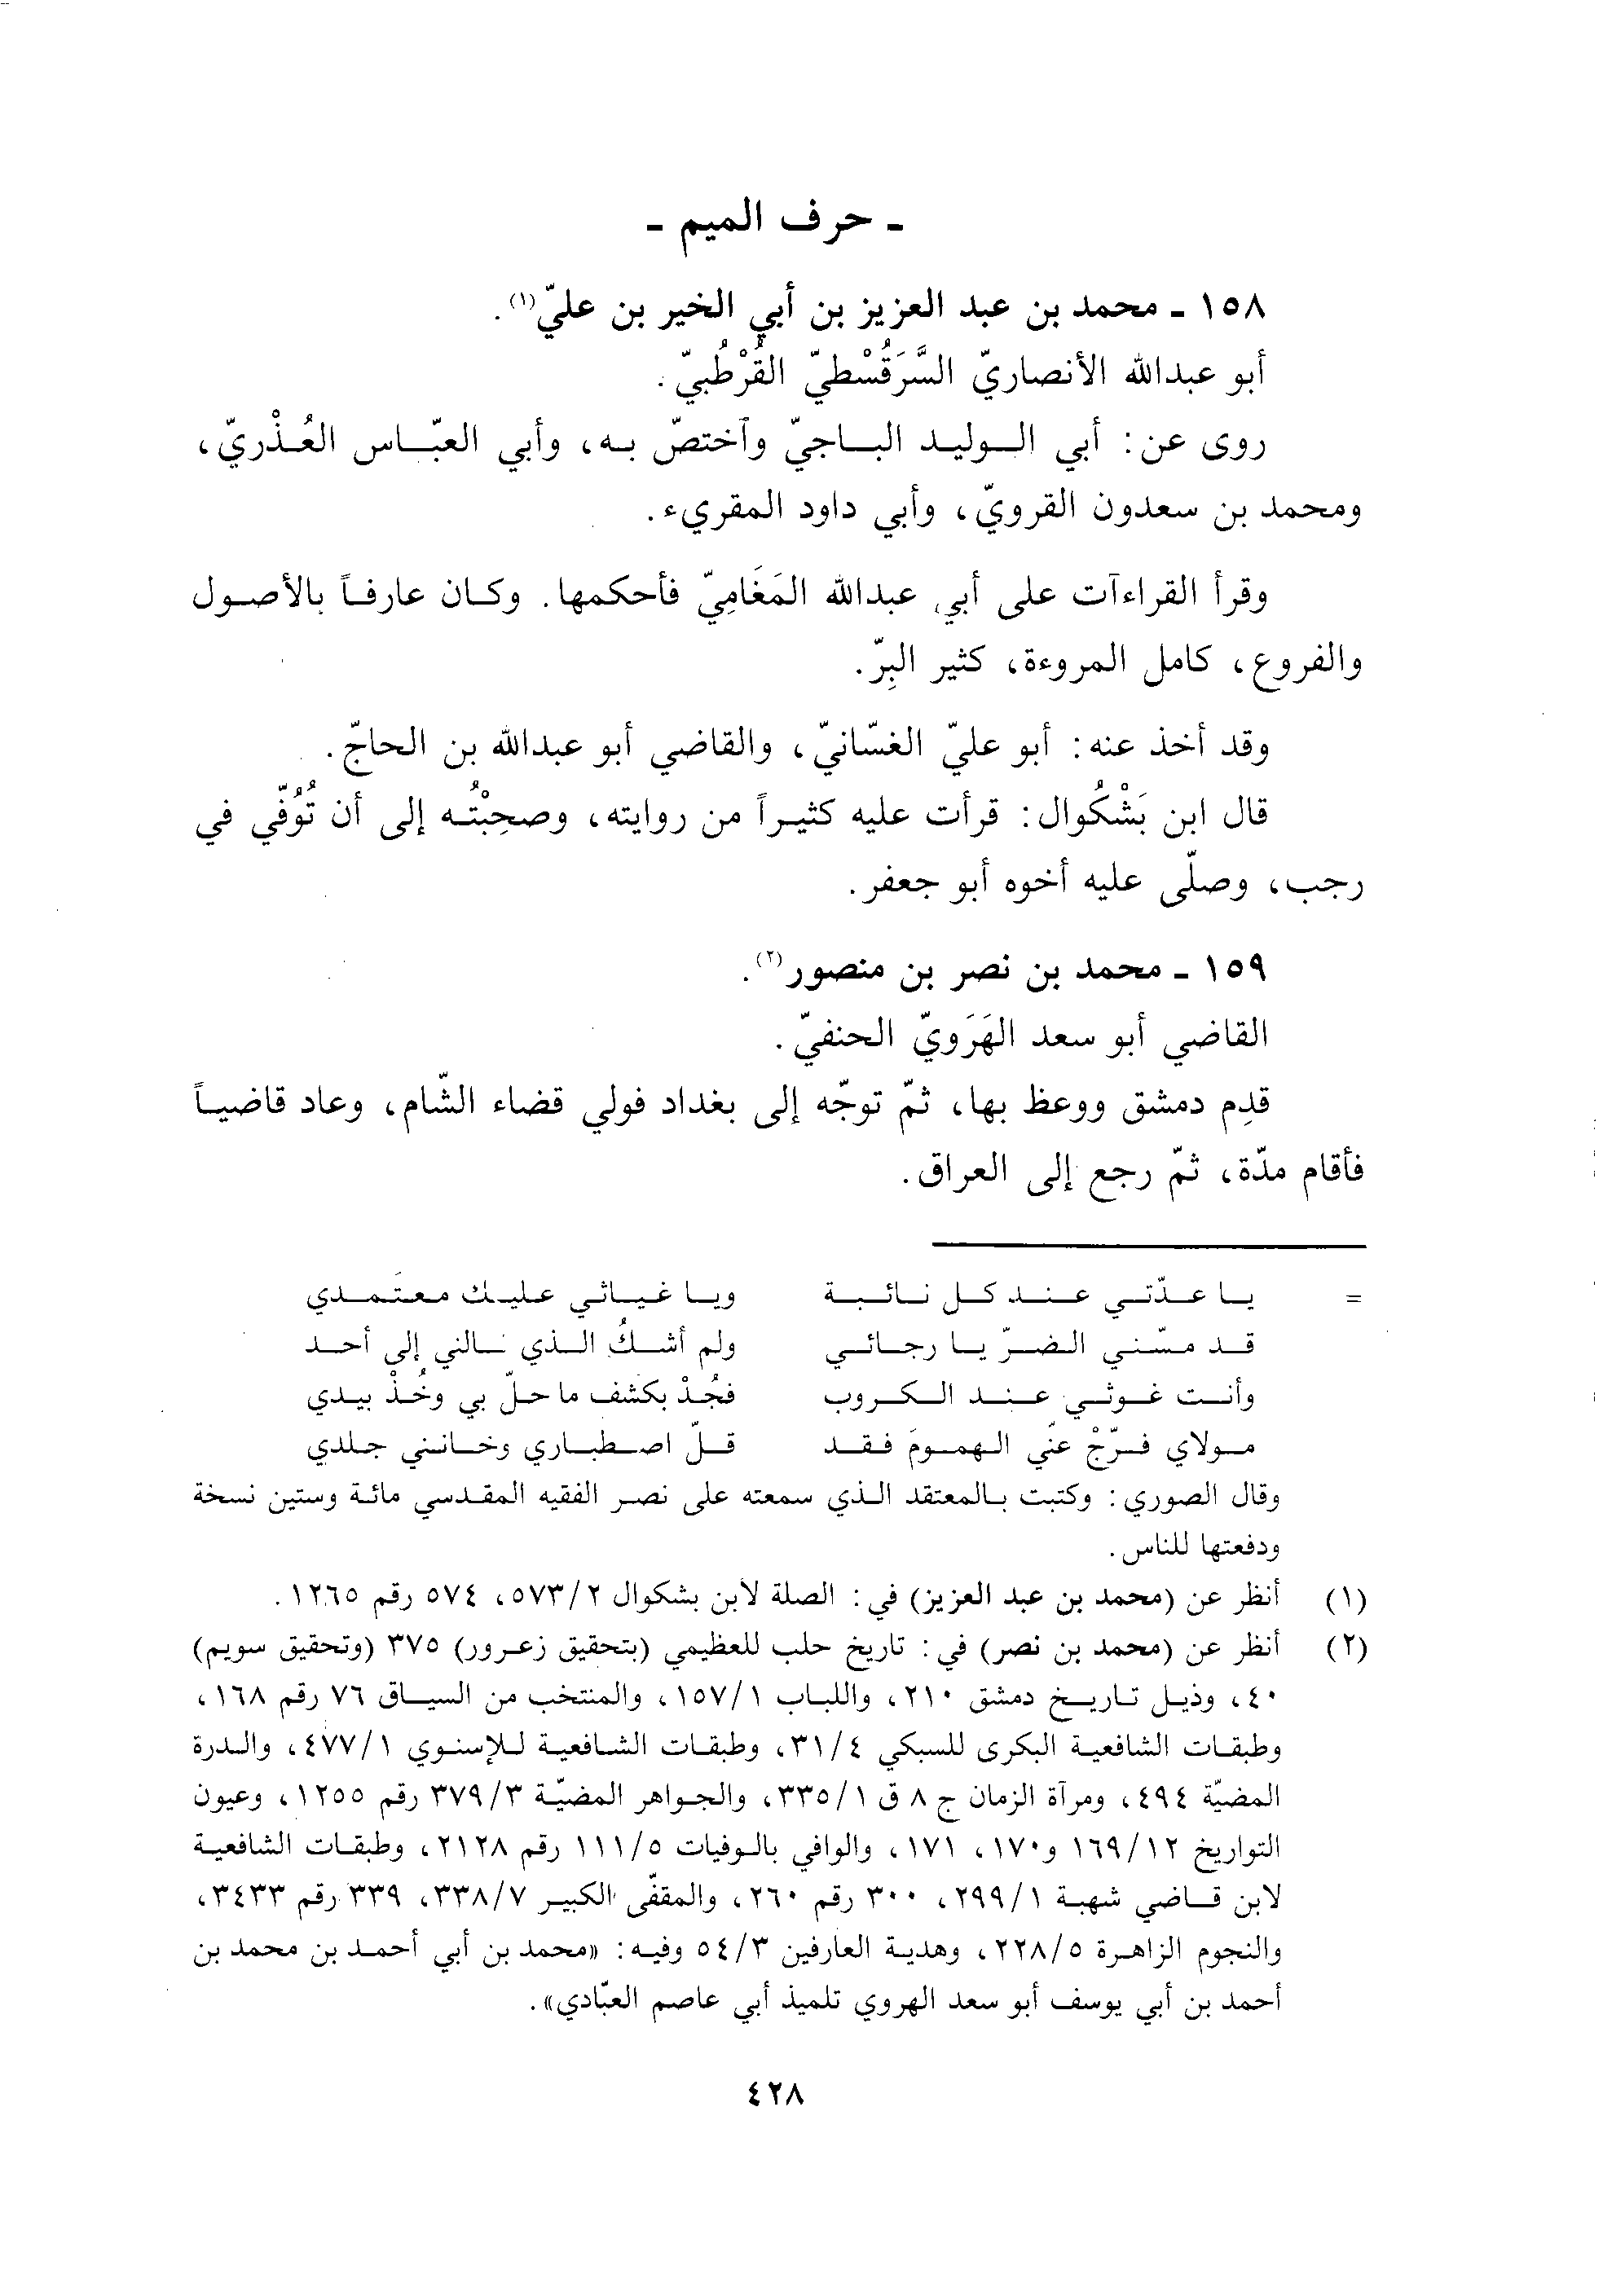 ـ حرف الميم ـ
١٥٨ ـ محمد بن عبد العزيز بن أبي الخير بن عليّ(١).
أبو عبدالله الأنصاريّ السَّرَقُسْطيّ القُرْطُبيّ.
روى عن: أبي الوليد الباجيّ وآختصّ به، وأبي العبّاس العُذْريّ،
ومحمد بن سعدون القرويّ، وأبي داود المقريء.
وقرأ القراءآت على أبي عبدالله المَغَامِيّ فأحكمها. وكان عارفاً بالأصول
والفروع، كامل المروءة، كثير البِرّ.
وقد أخذ عنه: أبو عليّ الغسّانيّ، والقاضي أبو عبدالله بن الحاجّ.
قال ابن بَشْكُوال: قرأت عليه كثيراً من روايته، وصحِبْتُه إلى أن تُوُفّي في
رجب، وصلّى عليه أخوه أبو جعفر.
١٥٩ ـ محمد بن نصر بن منصور(٢).
القاضي أبو سعد الهَرَويّ الحنفيّ.
قدِم دمشق ووعظ بها، ثمّ توجّه إلى بغداد فولي قضاء الشّام، وعاد قاضياً
فأقام مدّة، ثمّ رجع إلى العراق.
= يا عدّتي عند كل نائبة ويا غياثي عليك معتمدي
قد مسّني الضرّ يا رجائي ولم أشكُ الذي نالني إلى أحد
وأنت غوثي عند الكروب فجُدْ بكشف ما حلّ بي وخُذْ بيدي
مولاي فرّجْ عنّي الهمومَ فقد قلّ اصطباري وخانني جلدي
وقال الصوري: وكتبت بالمعتقد الذي سمعته على نصر الفقيه المقدسي مائة وستين نسخة
ودفعتها للناس.
(١) أنظر عن (محمد بن عبد العزيز) في: الصلة لابن بشكوال ٥٧٣/٢، ٥٧٤ رقم ١٢٦٥.
(٢) أنظر عن (محمد بن نصر) في: تاريخ حلب للعظيمي (بتحقيق زعرور) ٣٧٥ (وتحقيق سويم)
٤٠، وذيل تاريخ دمشق ٢١٠، واللباب ١٥٧/١، والمنتخب من السياق ٧٦ رقم ١٦٨،
وطبقات الشافعية البكرى للسبكي ٣١/٤، وطبقات الشافعية للإسنوي ٤٧٧/١، والدرة
المضيّة ٤٩٤، ومرآة الزمان ج ٨ ق ٣٣٥/١، والجواهر المضيّة ٣٧٩/٣ رقم ١٢٥٥، وعيون
التواريخ ١٦٩/١٢ و١٧٠، ١٧١، والوافي بالوفيات ١١١/٥ رقم ٢١٢٨، وطبقات الشافعية
لابن قاضي شهبة ٢٩٩/١، ٣٠٠ رقم ٢٦٠، والمقفّى الكبير ٣٣٨/٧، ٣٣٩ رقم ٣٤٣٣،
والنجوم الزاهرة ٢٢٨/٥، وهدية العارفين ٥٤/٣ وفيه: «محمد بن أبي أحمد بن محمد بن
أحمد بن أبي يوسف أبو سعد الهروي تلميذ أبي عاصم العبّادي».
٤٢٨